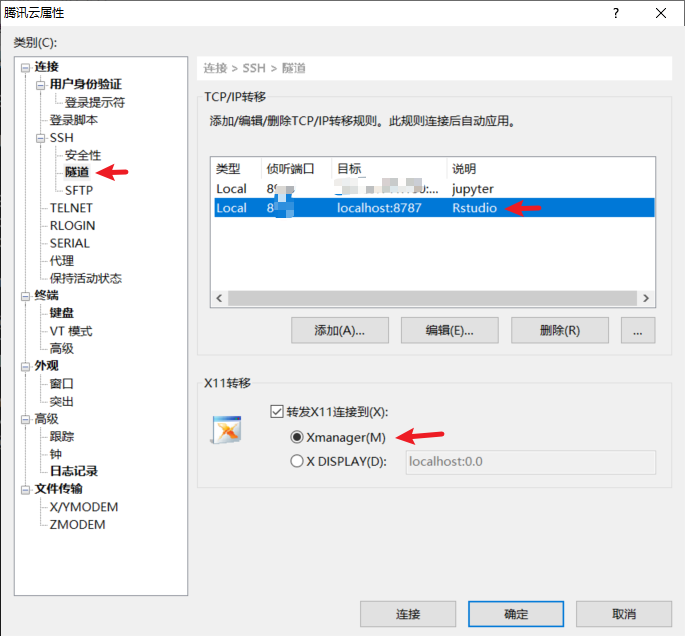 腾讯云属性
类别(C):
连接
用户身份验证
登录提示符
登录脚本
SSH
安全性
隧道
SFTP
TELNET
RLOGIN
SERIAL
代理
保持活动状态
终端
键盘
VT 模式
高级
外观
窗口
突出
高级
跟踪
钟
日志记录
文件传输
X/YMODEM
ZMODEM
连接 > SSH > 隧道
TCP/IP转移
添加/编辑/删除TCP/IP转移规则。此规则连接后自动应用。
类型 侦听端口 目标 说明
Local 8 jupyter
Local 8 localhost:8787 Rstudio
添加(A)... 编辑(E)... 删除(R) ...
X11转移
转发X11连接到(X):
Xmanager(M)
X DISPLAY(D): localhost:0.0
连接 确定 取消